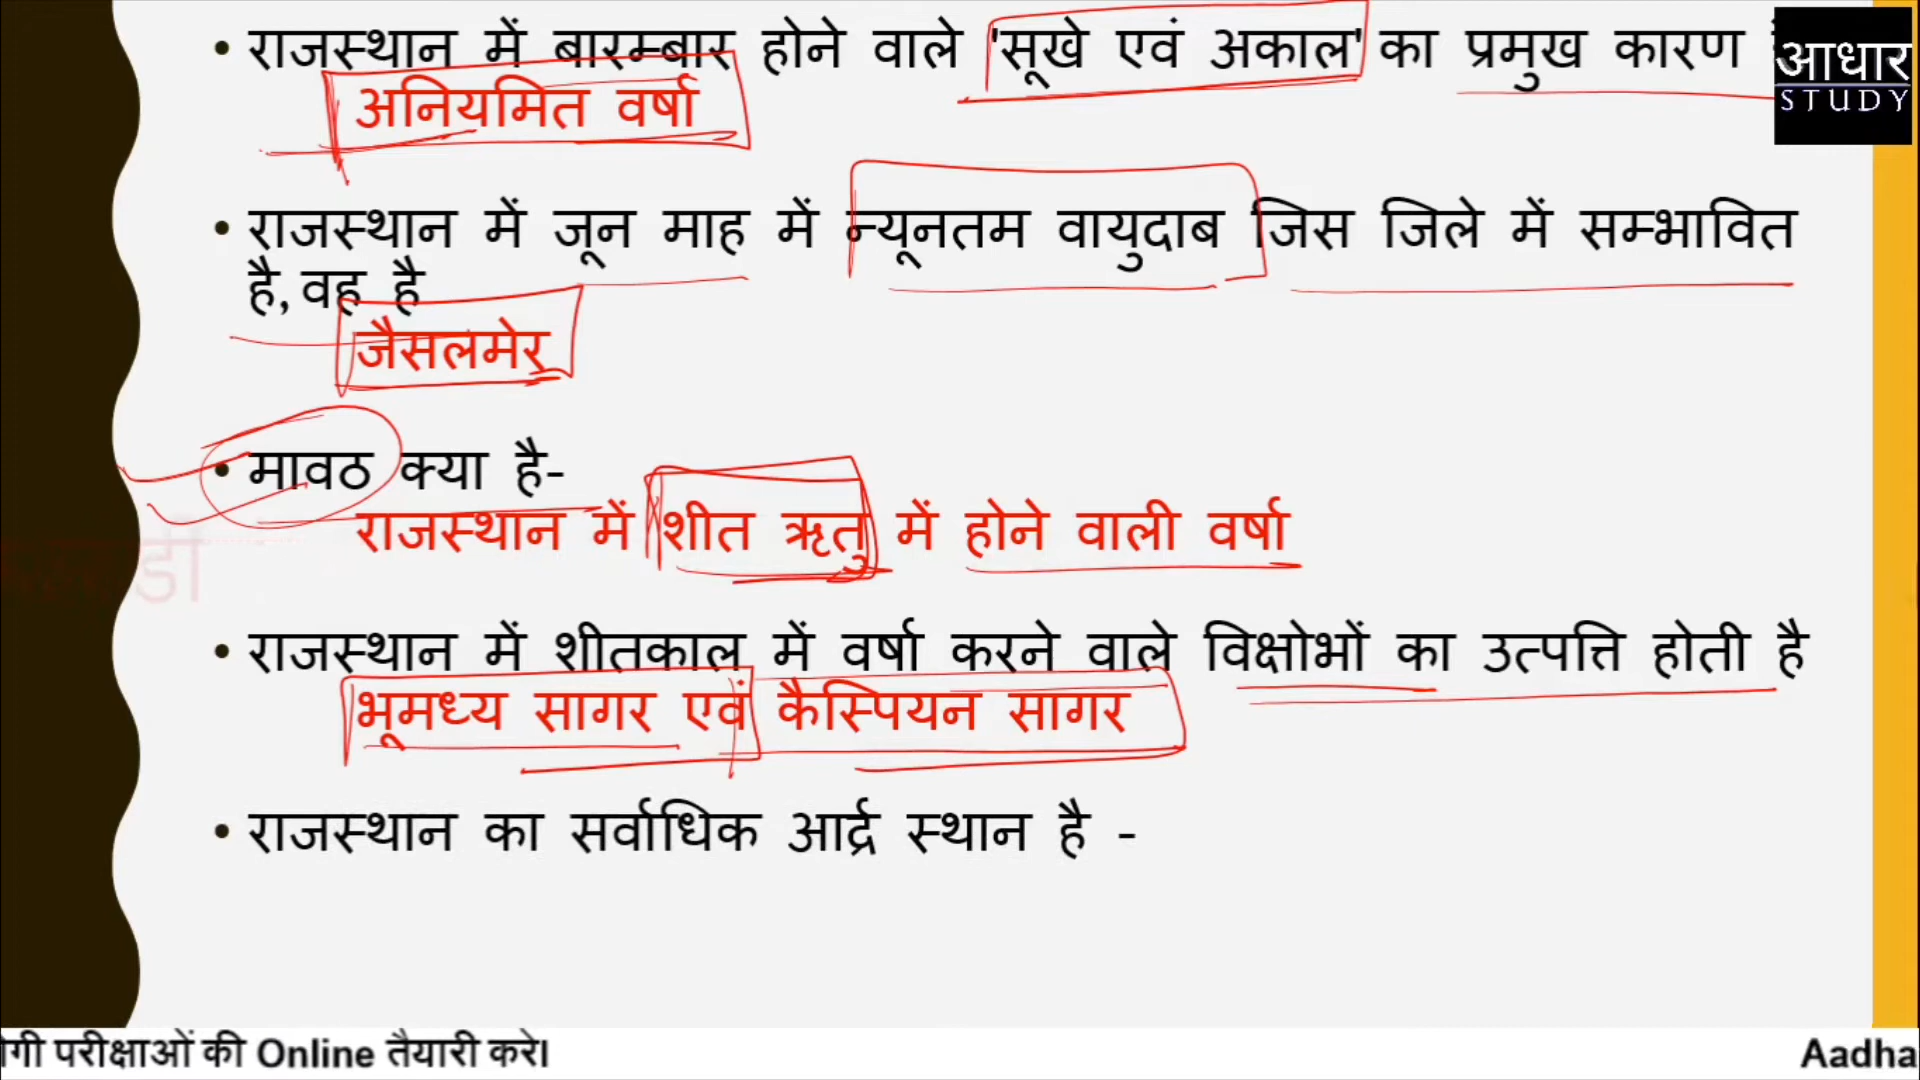 • राजस्थान में बारम्बार होने वाले 'सूखे एवं अकाल' का प्रमुख कारण
अनियमित वर्षा
आधार
STUDY
• राजस्थान में जून माह में न्यूनतम वायुदाब जिस जिले में सम्भावित
है, वह है
जैसलमेर
• मावठ क्या है-
राजस्थान में शीत ऋतु में होने वाली वर्षा
• राजस्थान में शीतकाल में वर्षा करने वाले विक्षोभों का उत्पत्ति होती है
भूमध्य सागर एवं कैस्पियन सागर
• राजस्थान का सर्वाधिक आर्द्र स्थान है -
गी परीक्षाओं की Online तैयारी करे।
Aadha